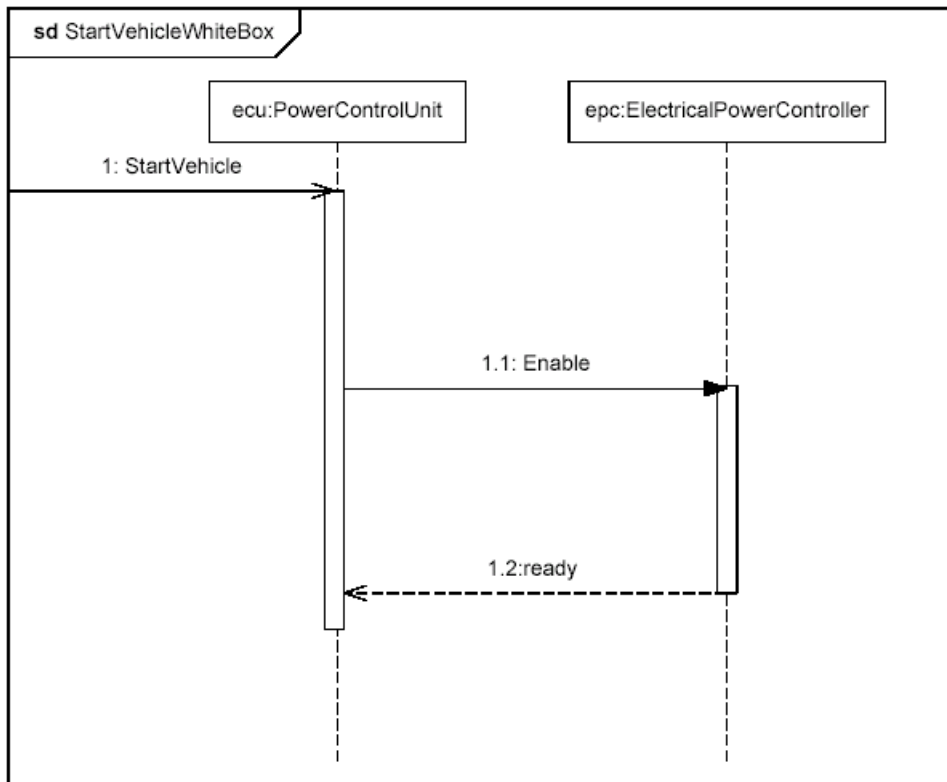 sd StartVehicleWhiteBox
ecu:PowerControlUnit
epc:ElectricalPowerController
1: StartVehicle
1.1: Enable
1.2:ready